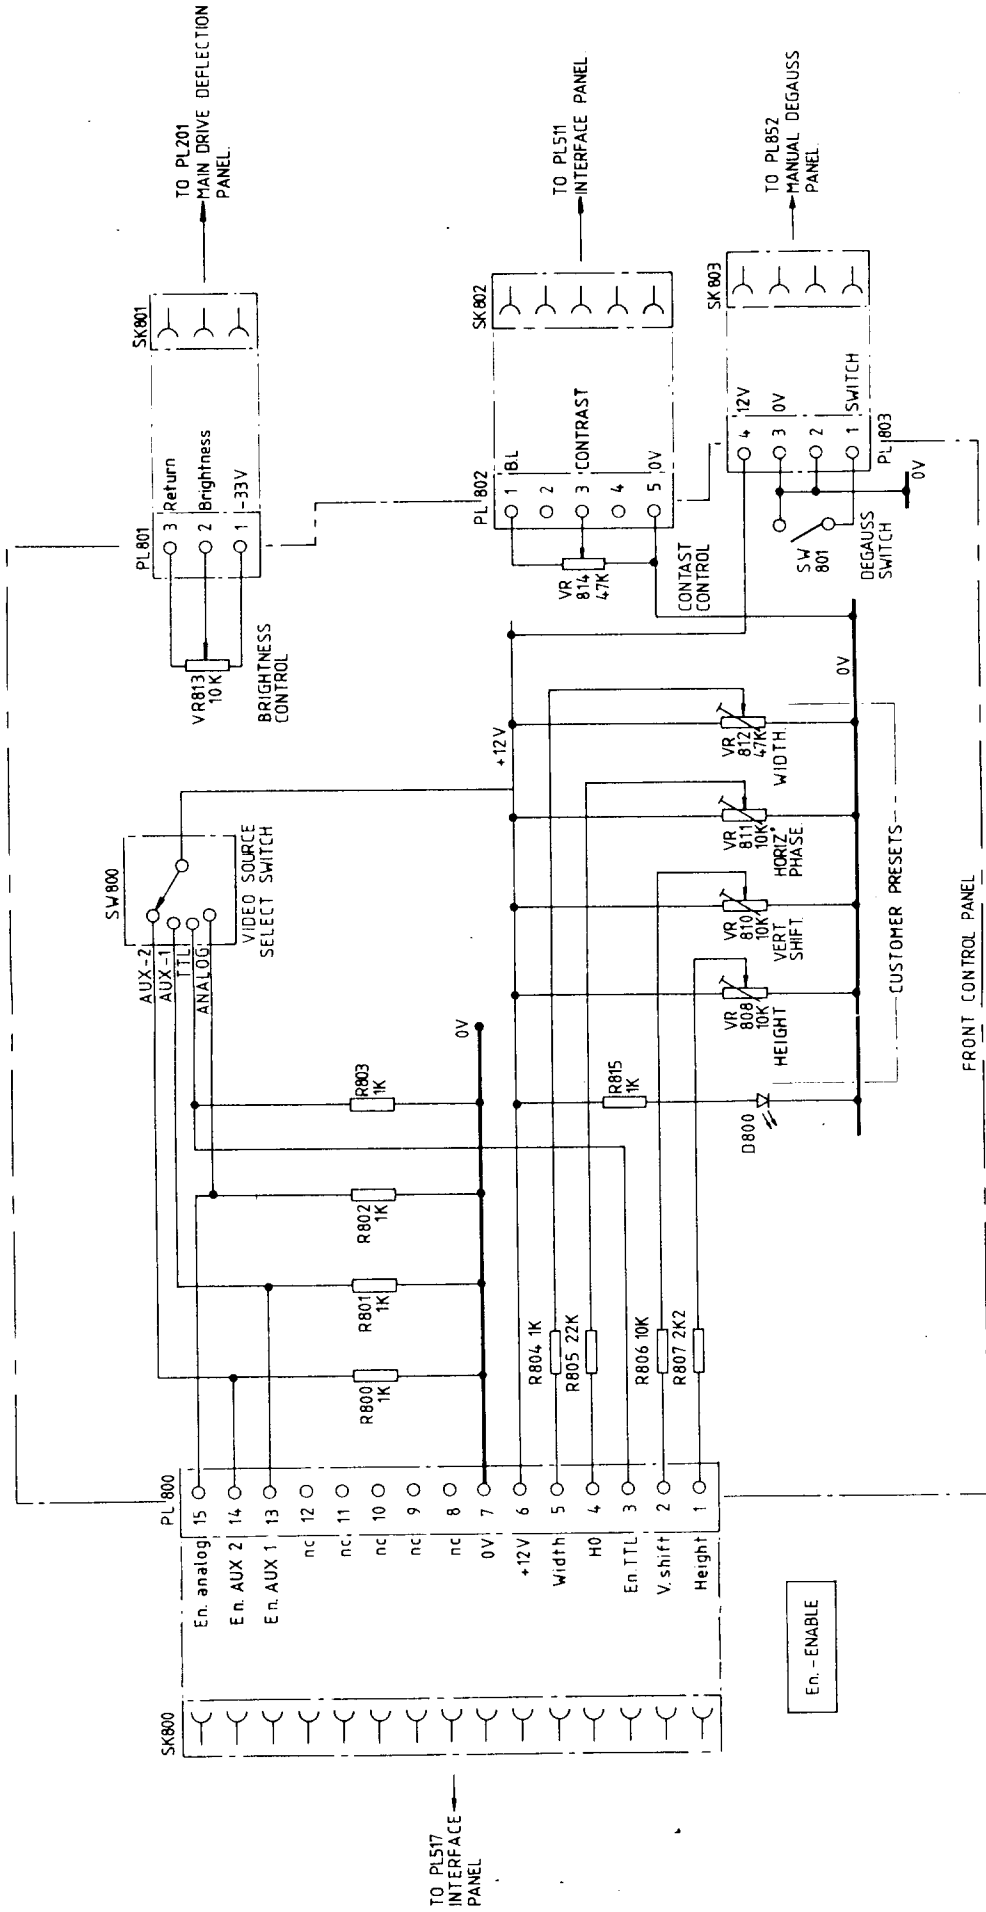 TO PL517
INTERFACE
PANEL
SK800
PL 800
En. analog 15
En. AUX 2 14
En. AUX 1 13
nc 12
nc 11
nc 10
nc 9
nc 8
0V 7
+12V 6
Width 5
H0 4
En. TTL 3
V. shift 2
Height 1
En. - ENABLE
R800
1K
R801
1K
R802
1K
R803
1K
0V
R804 1K
R805 22K
R806 10K
R807 2K2
AUX-2
AUX-1
TTL
ANALOG
SW800
VIDEO SOURCE
SELECT SWITCH
+12V
R815
1K
D800
VR
808
10K
HEIGHT
VR
810
10K
VERT
SHIFT.
VR
811
10K
HORIZ.
PHASE.
VR
812
47K
WIDTH.
0V
CUSTOMER PRESETS
FRONT CONTROL PANEL
VR813
10K
BRIGHTNESS
CONTROL
PL801
3 Return
2 Brightness
1 -33V
SK801
TO PL201
MAIN DRIVE DEFLECTION
PANEL.
VR
814
47K
CONTAST
CONTROL
PL 802
1 B.L
2
3 CONTRAST
4
5 0V
SK802
TO PL511
INTERFACE PANEL
SW
801
DEGAUSS
SWITCH
0V
4 12V
3 0V
2
1 SWITCH
PL803
SK803
TO PL852
MANUAL DEGAUSS
PANEL.